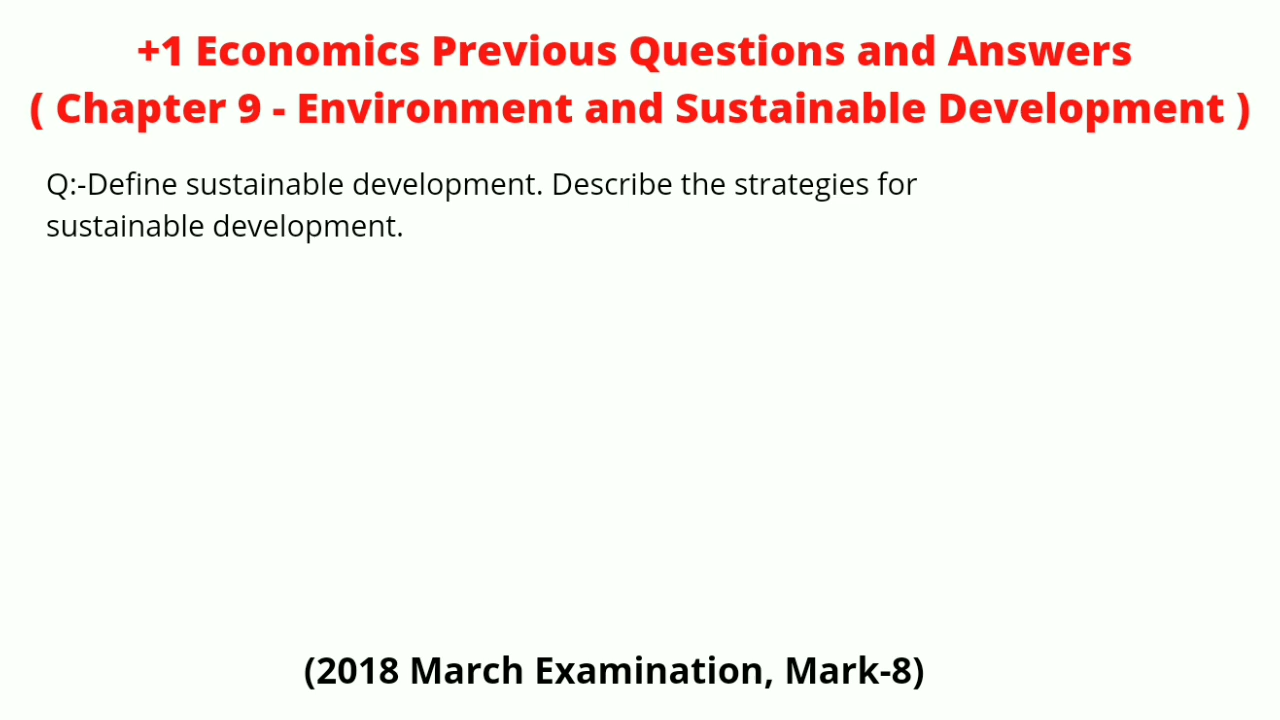 +1 Economics Previous Questions and Answers
( Chapter 9 - Environment and Sustainable Development )
Q:-Define sustainable development. Describe the strategies for
sustainable development.
(2018 March Examination, Mark-8)